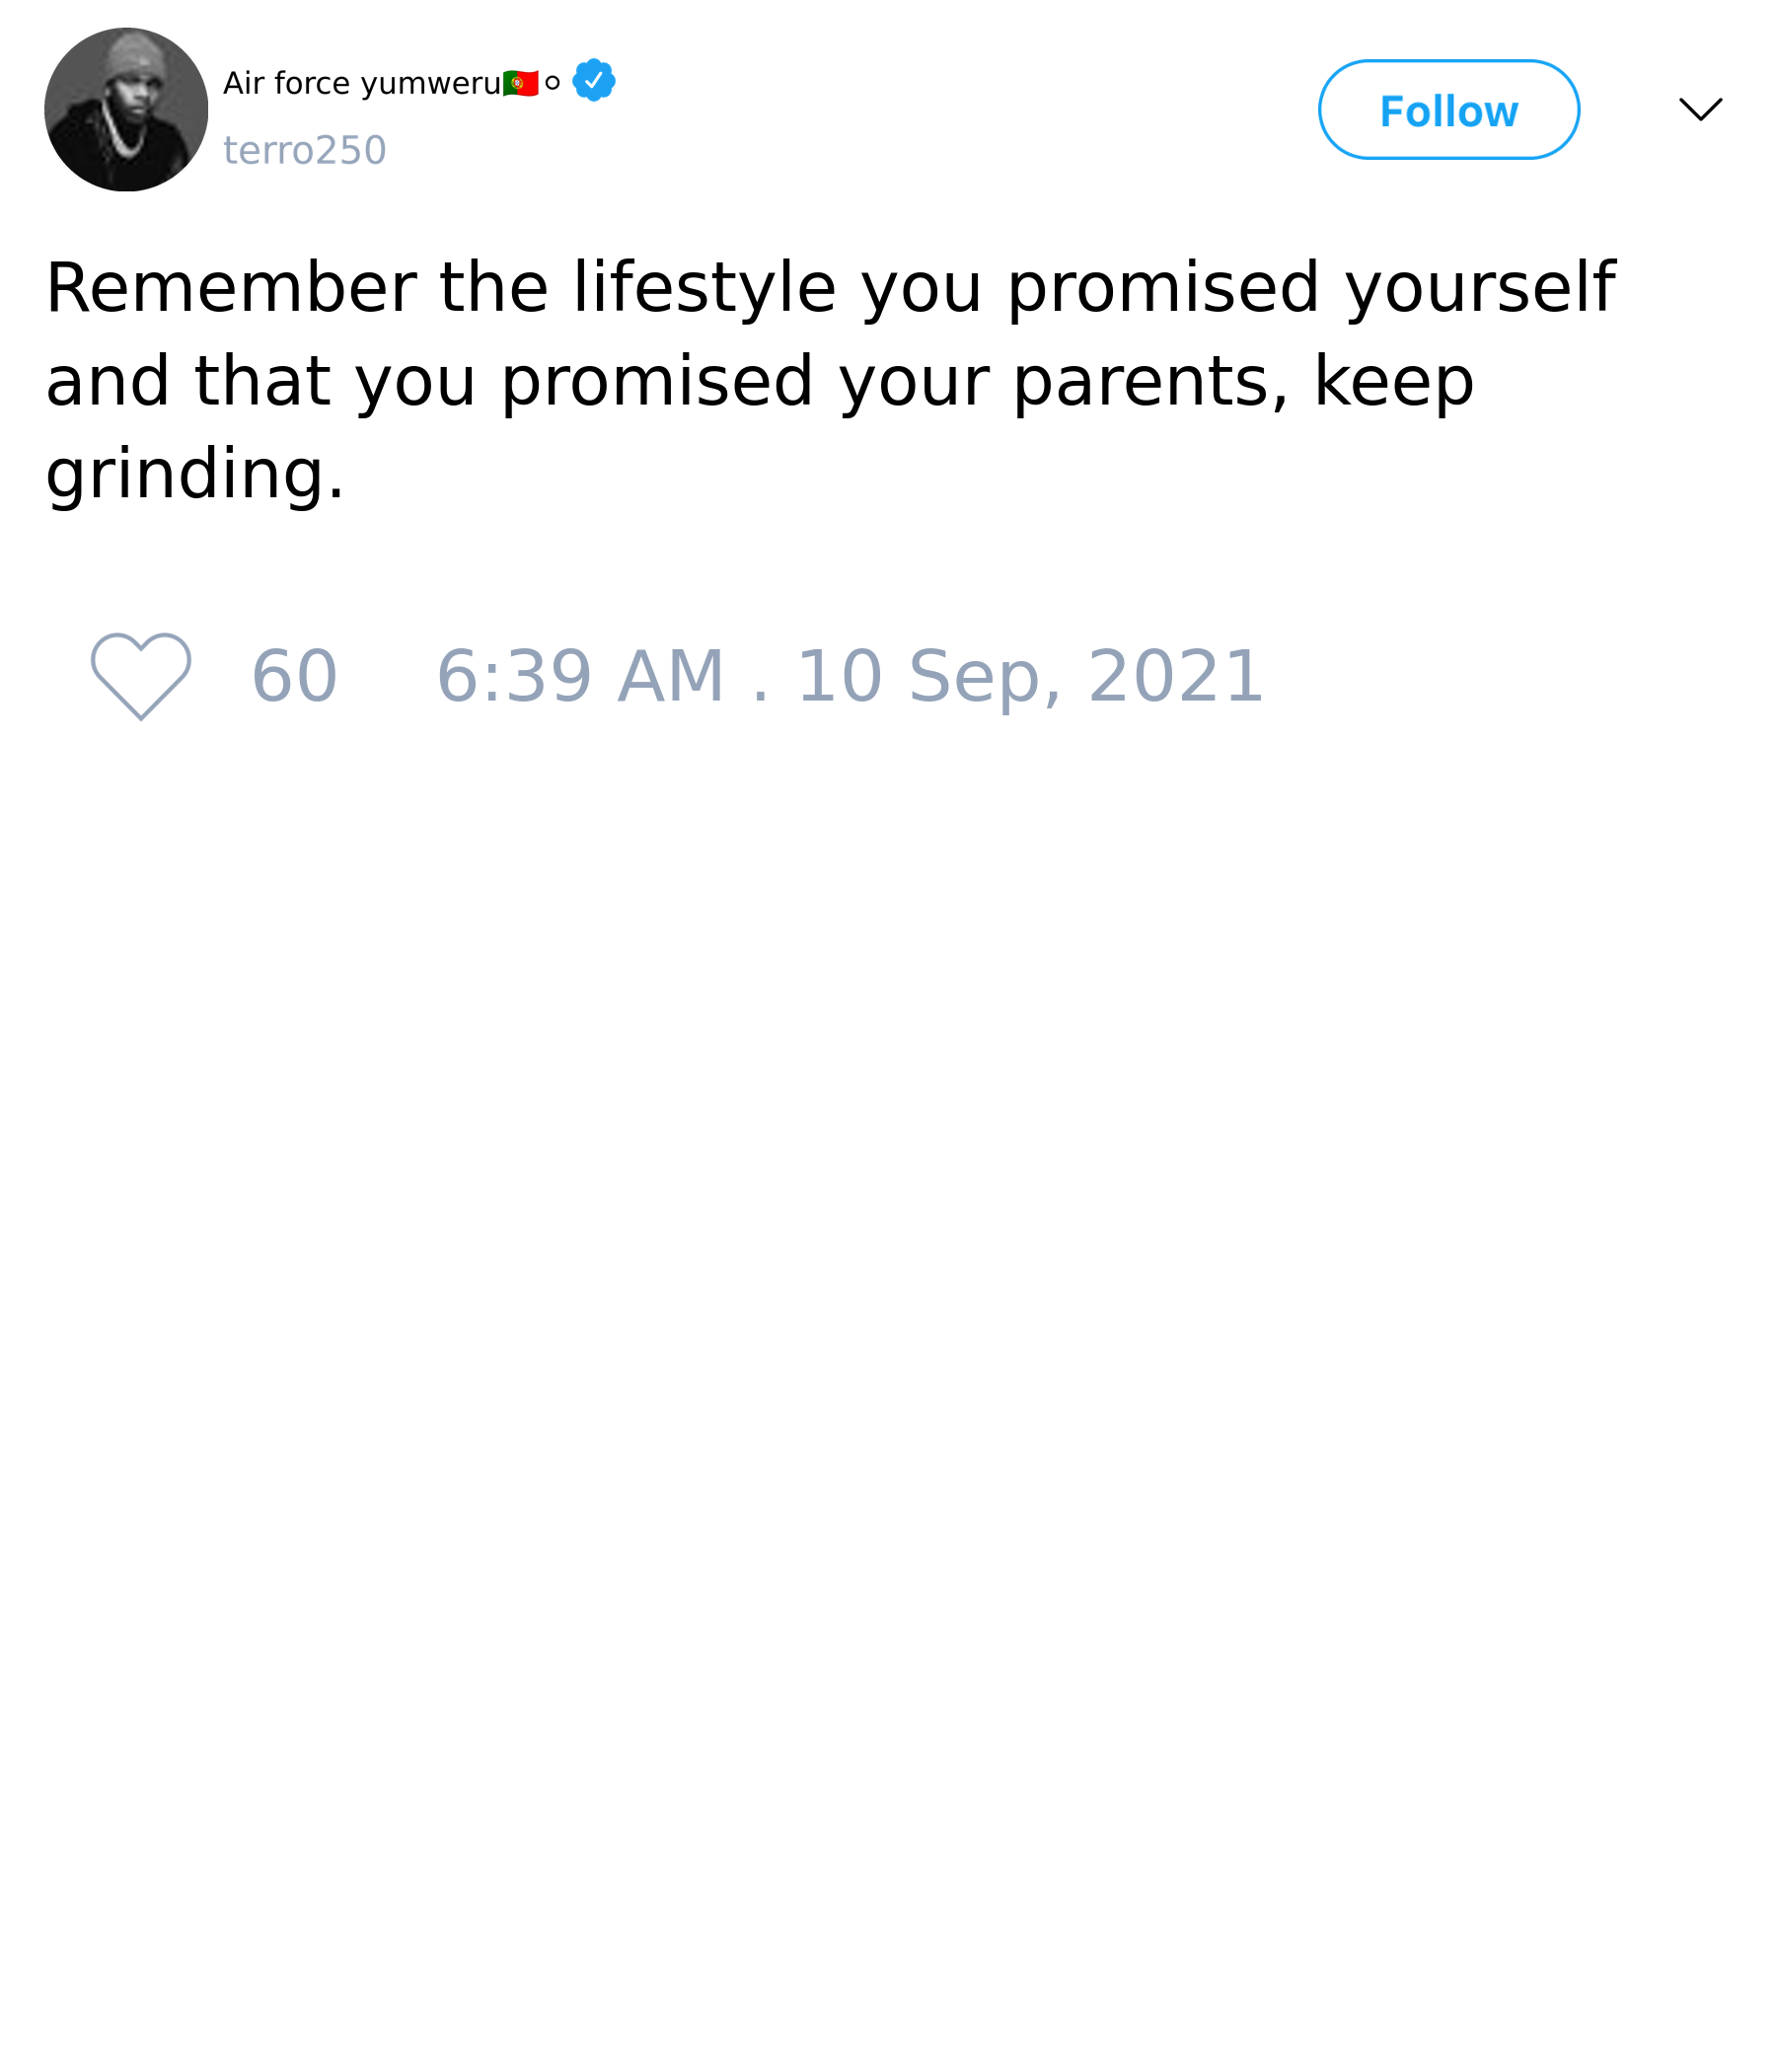 Air force yumweru🇵🇹⚬
terro250
Follow
Remember the lifestyle you promised yourself
and that you promised your parents, keep
grinding.
60 6:39 AM . 10 Sep, 2021